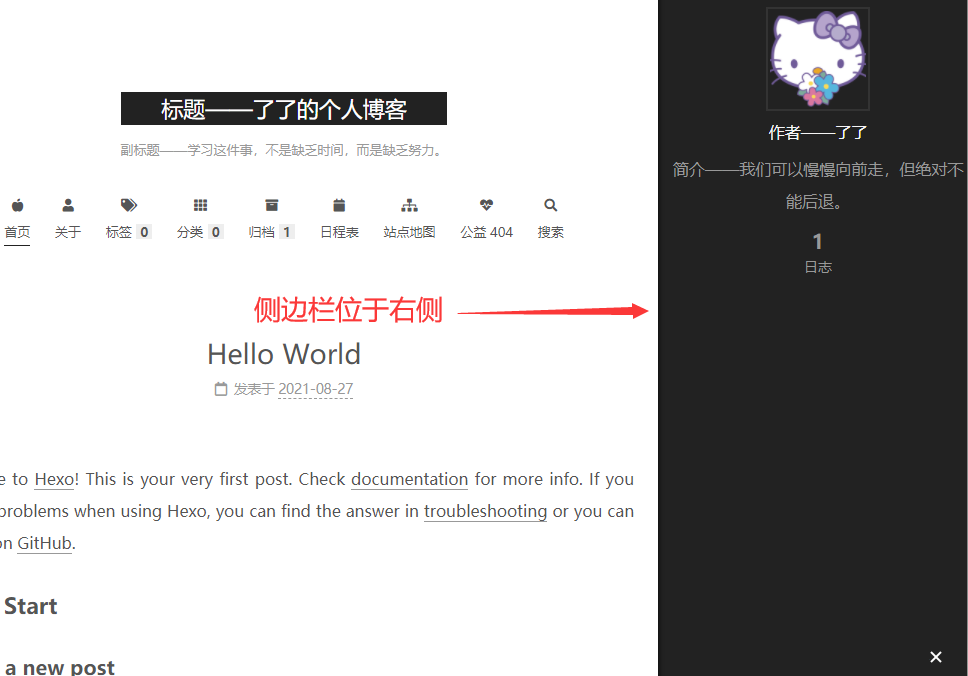 标题——了了的个人博客
副标题——学习这件事，不是缺乏时间，而是缺乏努力。
首页 关于 标签 0 分类 0 归档 1 日程表 站点地图 公益 404 搜索
侧边栏位于右侧
Hello World
发表于 2021-08-27
e to Hexo! This is your very first post. Check documentation for more info. If you
problems when using Hexo, you can find the answer in troubleshooting or you can
on GitHub.
Start
a new post
作者——了了
简介——我们可以慢慢向前走，但绝对不
能后退。
1
日志